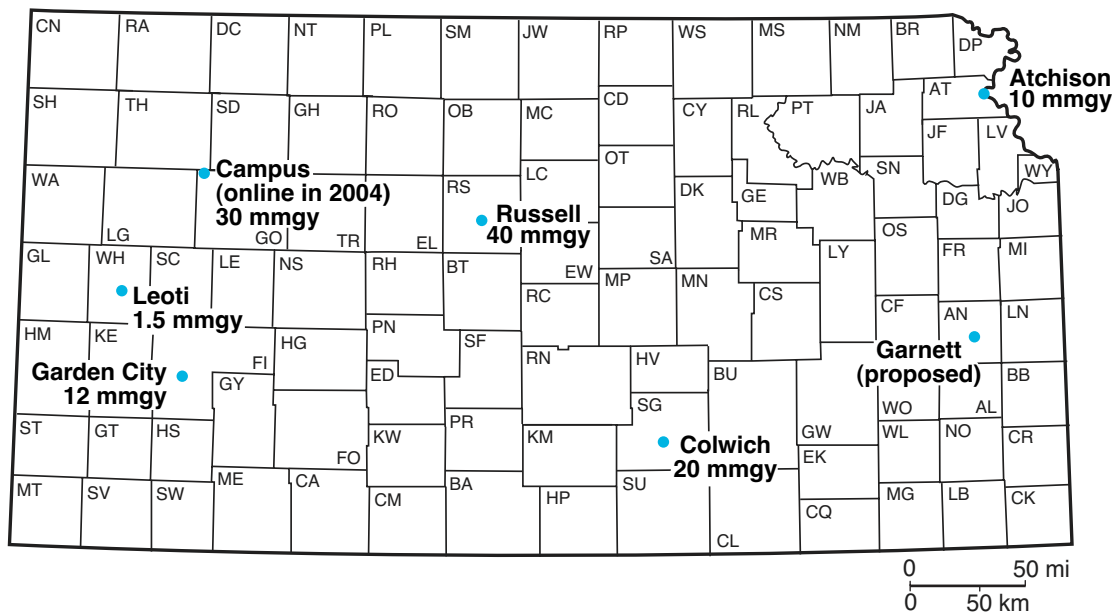 CN RA DC NT PL SM JW RP WS MS NM BR DP
Atchison
10 mmgy
SH TH SD GH RO OB MC CD CY RL PT JA AT
JF LV
Campus
(online in 2004)
30 mmgy
WA LG GO TR EL RS LC OT SA DK GE WB SN WY
Russell
40 mmgy
EW MR OS DG JO
GL WH SC LE NS RH BT RC MP MN CS LY FR MI
Leoti
1.5 mmgy
HM KE FI HG PN SF RN HV BU CF AN LN
Garden City
12 mmgy
Garnett
(proposed)
GY ED SG WO AL BB
ST GT HS FO KW PR KM GW WL NO CR
Colwich
20 mmgy
MT SV SW ME CA CM BA HP SU EK MG LB CK
CQ
CL
0 50 mi
0 50 km